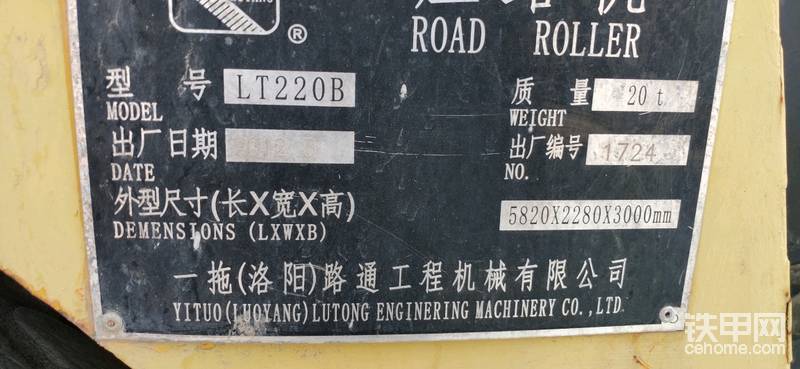 ®
ROAD ROLLER
型 号 LT220B
MODEL
质 量 20 t
WEIGHT
出厂日期
DATE
出厂编号 1724
NO.
外型尺寸(长X宽X高) 5820X2280X3000mm
DEMENSIONS (LXWXB)
一拖(洛阳)路通工程机械有限公司
YITUO(LUOYANG)LUTONG ENGINERING MACHINERY CO.,LTD.
铁甲网
cehome.com